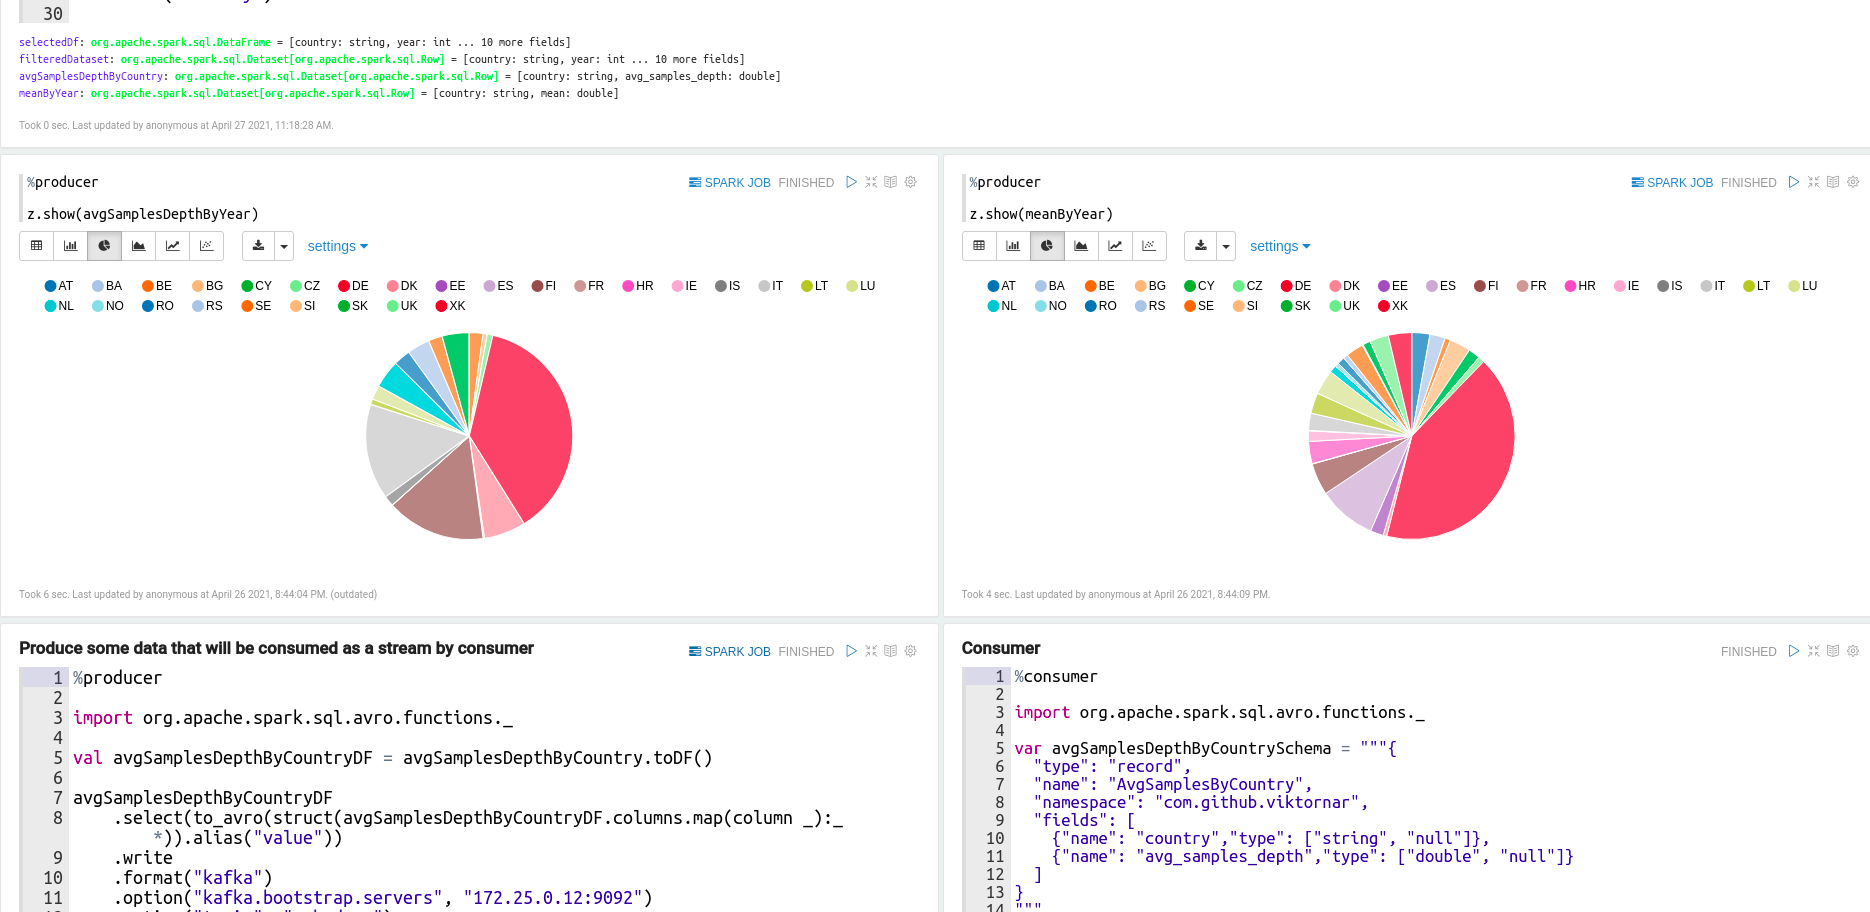 30
selectedDf: org.apache.spark.sql.DataFrame = [country: string, year: int ... 10 more fields]
filteredDataset: org.apache.spark.sql.Dataset[org.apache.spark.sql.Row] = [country: string, year: int ... 10 more fields]
avgSamplesDepthByCountry: org.apache.spark.sql.Dataset[org.apache.spark.sql.Row] = [country: string, avg_samples_depth: double]
meanByYear: org.apache.spark.sql.Dataset[org.apache.spark.sql.Row] = [country: string, mean: double]
Took 0 sec. Last updated by anonymous at April 27 2021, 11:18:28 AM.
%producer
SPARK JOB FINISHED
z.show(avgSamplesDepthByYear)
settings
AT BA BE BG CY CZ DE DK EE ES FI FR HR IE IS IT LT LU
NL NO RO RS SE SI SK UK XK
Took 6 sec. Last updated by anonymous at April 26 2021, 8:44:04 PM. (outdated)
%producer
SPARK JOB FINISHED
z.show(meanByYear)
settings
AT BA BE BG CY CZ DE DK EE ES FI FR HR IE IS IT LT LU
NL NO RO RS SE SI SK UK XK
Took 4 sec. Last updated by anonymous at April 26 2021, 8:44:09 PM.
Produce some data that will be consumed as a stream by consumer
SPARK JOB FINISHED
1 %producer
2
3 import org.apache.spark.sql.avro.functions._
4
5 val avgSamplesDepthByCountryDF = avgSamplesDepthByCountry.toDF()
6
7 avgSamplesDepthByCountryDF
8 .select(to_avro(struct(avgSamplesDepthByCountryDF.columns.map(column _):_
*)).alias("value"))
9 .write
10 .format("kafka")
11 .option("kafka.bootstrap.servers", "172.25.0.12:9092")
Consumer
FINISHED
1 %consumer
2
3 import org.apache.spark.sql.avro.functions._
4
5 var avgSamplesDepthByCountrySchema = """{
6 "type": "record",
7 "name": "AvgSamplesByCountry",
8 "namespace": "com.github.viktornar",
9 "fields": [
10 {"name": "country","type": ["string", "null"]},
11 {"name": "avg_samples_depth","type": ["double", "null"]}
12 ]
13 }
14 """